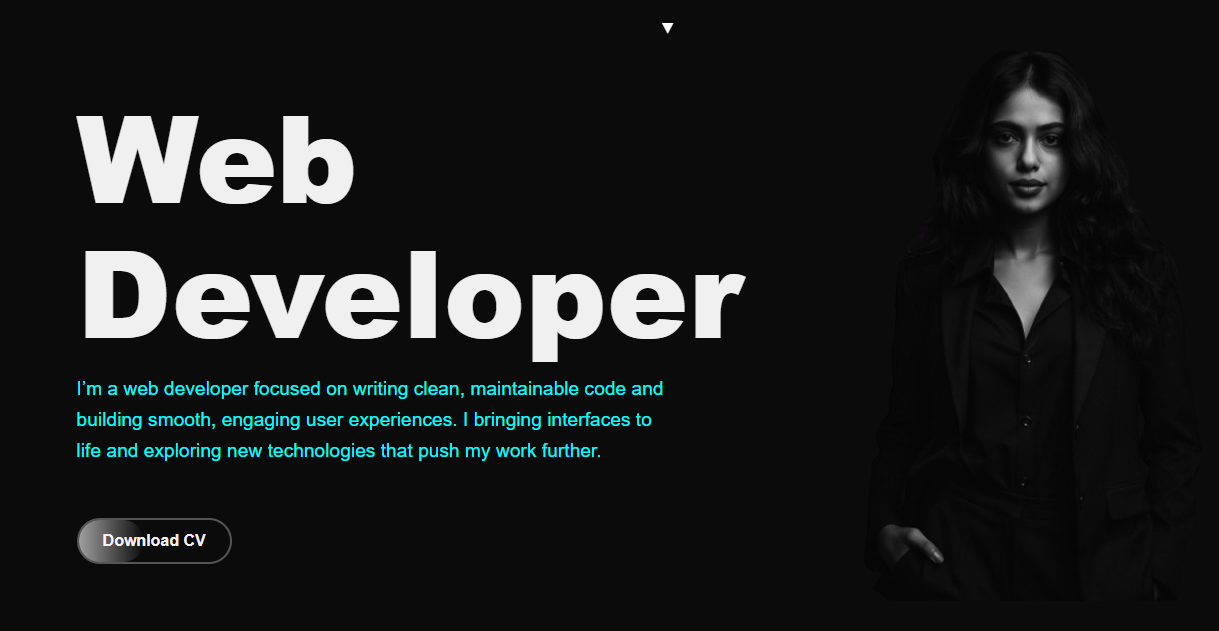 Web
Developer
I’m a web developer focused on writing clean, maintainable code and
building smooth, engaging user experiences. I bringing interfaces to
life and exploring new technologies that push my work further.
Download CV